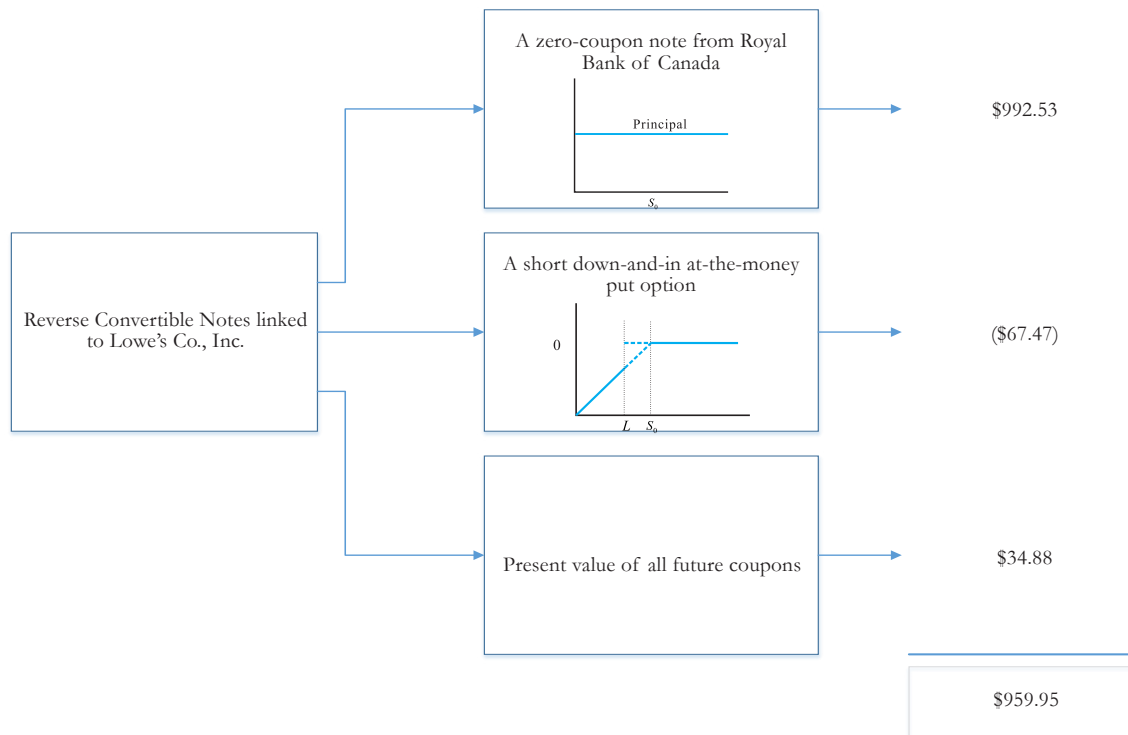 A zero-coupon note from Royal
Bank of Canada
Principal
S₀
$992.53
Reverse Convertible Notes linked
to Lowe's Co., Inc.
A short down-and-in at-the-money
put option
0
L S₀
($67.47)
Present value of all future coupons
$34.88
$959.95